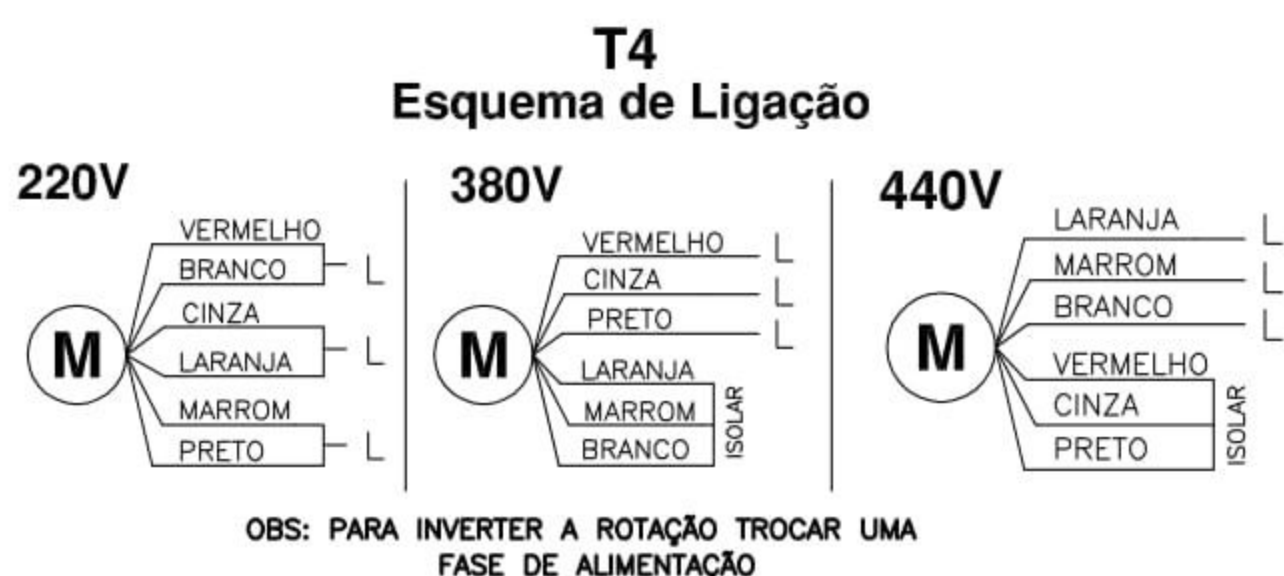 T4
Esquema de Ligação
220V
VERMELHO
BRANCO
L
CINZA
LARANJA
L
MARROM
PRETO
L
M
380V
VERMELHO
L
CINZA
L
PRETO
L
M
LARANJA
MARROM
BRANCO
ISOLAR
440V
LARANJA
L
MARROM
L
BRANCO
L
M
VERMELHO
CINZA
PRETO
ISOLAR
OBS: PARA INVERTER A ROTAÇÃO TROCAR UMA
FASE DE ALIMENTAÇÃO